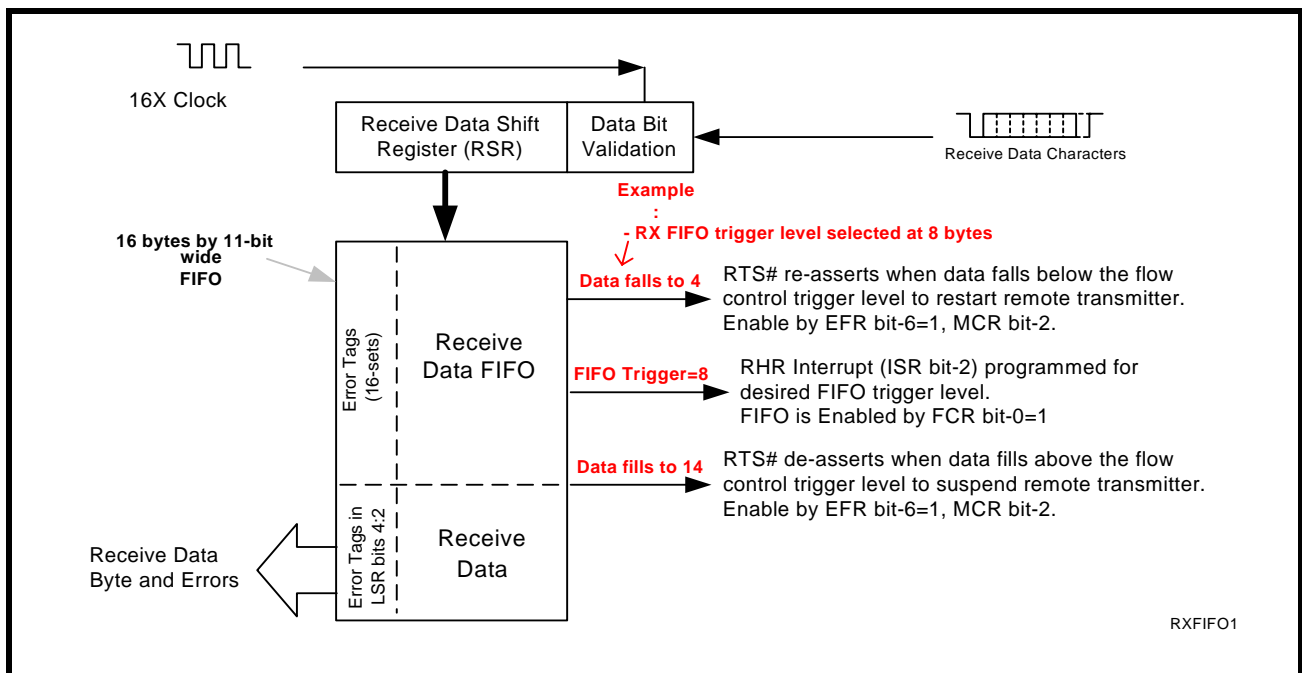 16X Clock
Receive Data Shift
Register (RSR)
Data Bit
Validation
Receive Data Characters
Example
:
- RX FIFO trigger level selected at 8 bytes
16 bytes by 11-bit
wide
FIFO
Data falls to 4
RTS# re-asserts when data falls below the flow
control trigger level to restart remote transmitter.
Enable by EFR bit-6=1, MCR bit-2.
Error Tags
(16-sets)
Receive
Data FIFO
FIFO Trigger=8
RHR Interrupt (ISR bit-2) programmed for
desired FIFO trigger level.
FIFO is Enabled by FCR bit-0=1
Data fills to 14
RTS# de-asserts when data fills above the flow
control trigger level to suspend remote transmitter.
Enable by EFR bit-6=1, MCR bit-2.
Error Tags in
LSR bits 4:2
Receive
Data
Receive Data
Byte and Errors
RXFIFO1